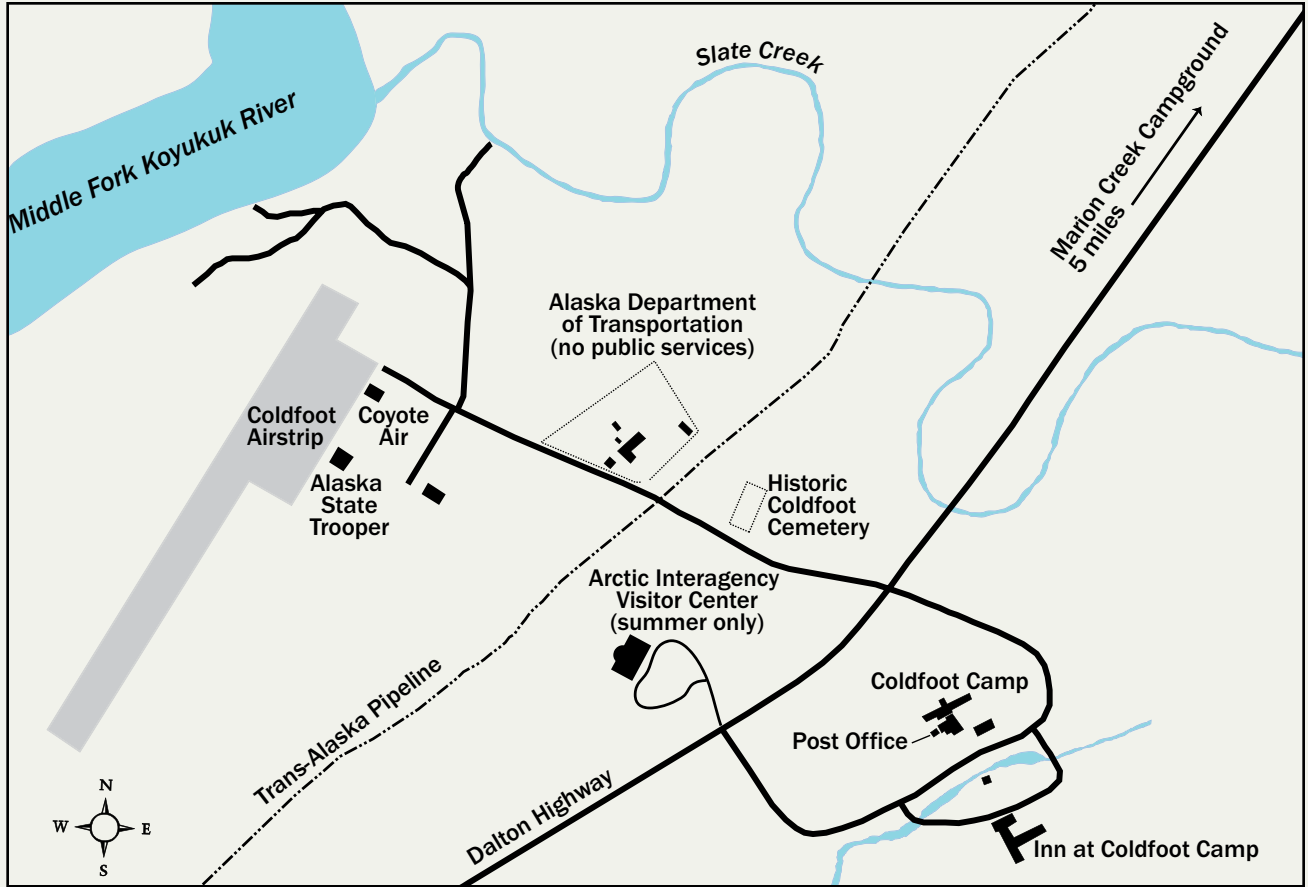 Slate Creek
Middle Fork Koyukuk River
Marion Creek Campground
5 miles
Alaska Department
of Transportation
(no public services)
Coldfoot
Airstrip
Coyote
Air
Alaska
State
Trooper
Historic
Coldfoot
Cemetery
Arctic Interagency
Visitor Center
(summer only)
Trans-Alaska Pipeline
Coldfoot Camp
Post Office
Dalton Highway
Inn at Coldfoot Camp
N
W E
S